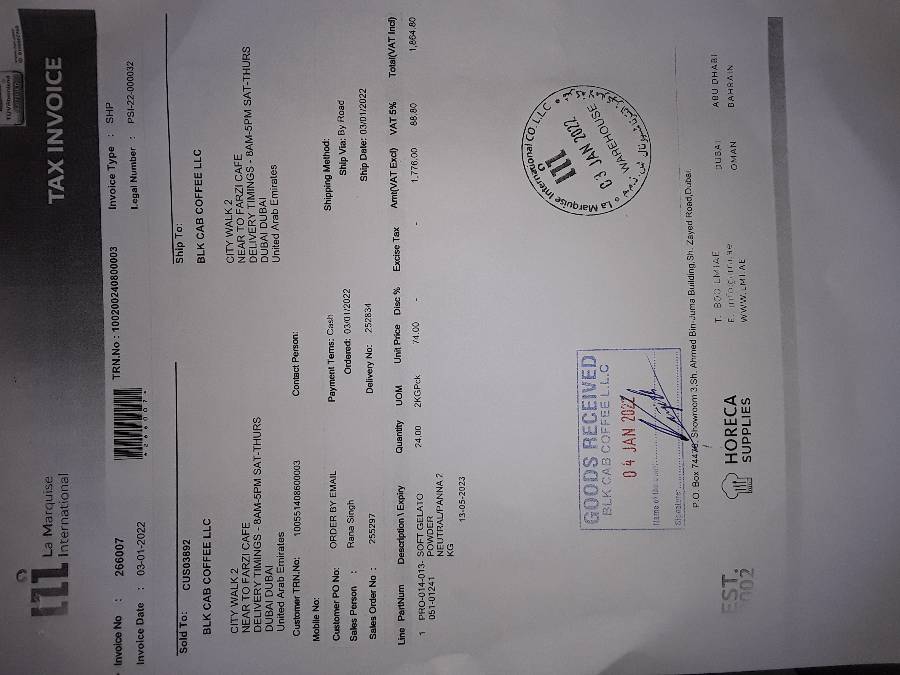 La Marquise
International
TAX INVOICE
Invoice No : 266007
TRN.No : 100200240800003
Invoice Type : SHP
Invoice Date : 03-01-2022
*266007*
Legal Number : PSI-22-000032
Sold To: CUS03892
Ship To:
BLK CAB COFFEE LLC
BLK CAB COFFEE LLC
CITY WALK 2
NEAR TO FARZI CAFE
DELIVERY TIMINGS - 8AM-5PM SAT-THURS
DUBAI DUBAI
United Arab Emirates
CITY WALK 2
NEAR TO FARZI CAFE
DELIVERY TIMINGS - 8AM-5PM SAT-THURS
DUBAI DUBAI
United Arab Emirates
Custmer TRN.No: 100551408600003
Contact Person:
Mobile No:
Customer PO No: ORDER BY EMAIL
Payment Tems: Cash
Shipping Method:
Sales Person : Rana Singh
Ordered: 03/01/2022
Ship Via: By Road
Sales Order No : 255297
Delivery No: 252834
Ship Date: 03/01/2022
Line PartNum Description \ Expiry Quantity UOM Unit Price Disc % Excise Tax Amt(VAT Excl) VAT 5% Total(VAT Incl)
1 PRO-014-013- SOFT GELATO 24.00 2KGPck 74.00 - - 1,776.00 88.80 1,864.80
051-01241 POWDER
NEUTRAL/PANNA 2
KG
13-05-2023
La Marquise International CO. L.L.C
03 JAN 2022
WAREHOUSE
GOODS RECEIVED
BLK CAB COFFEE L.L.C
04 JAN 2022
Signature:
P.O. Box 74476, Showroom 3,Sh. Ahmed Bin Juma Building,Sh. Zayed Road,Dubai
EST.
2002
HORECA
SUPPLIES
T. 800 LMIAE
WWW.LMI.AE
DUBAI
OMAN
ABU DHABI
BAHRAIN